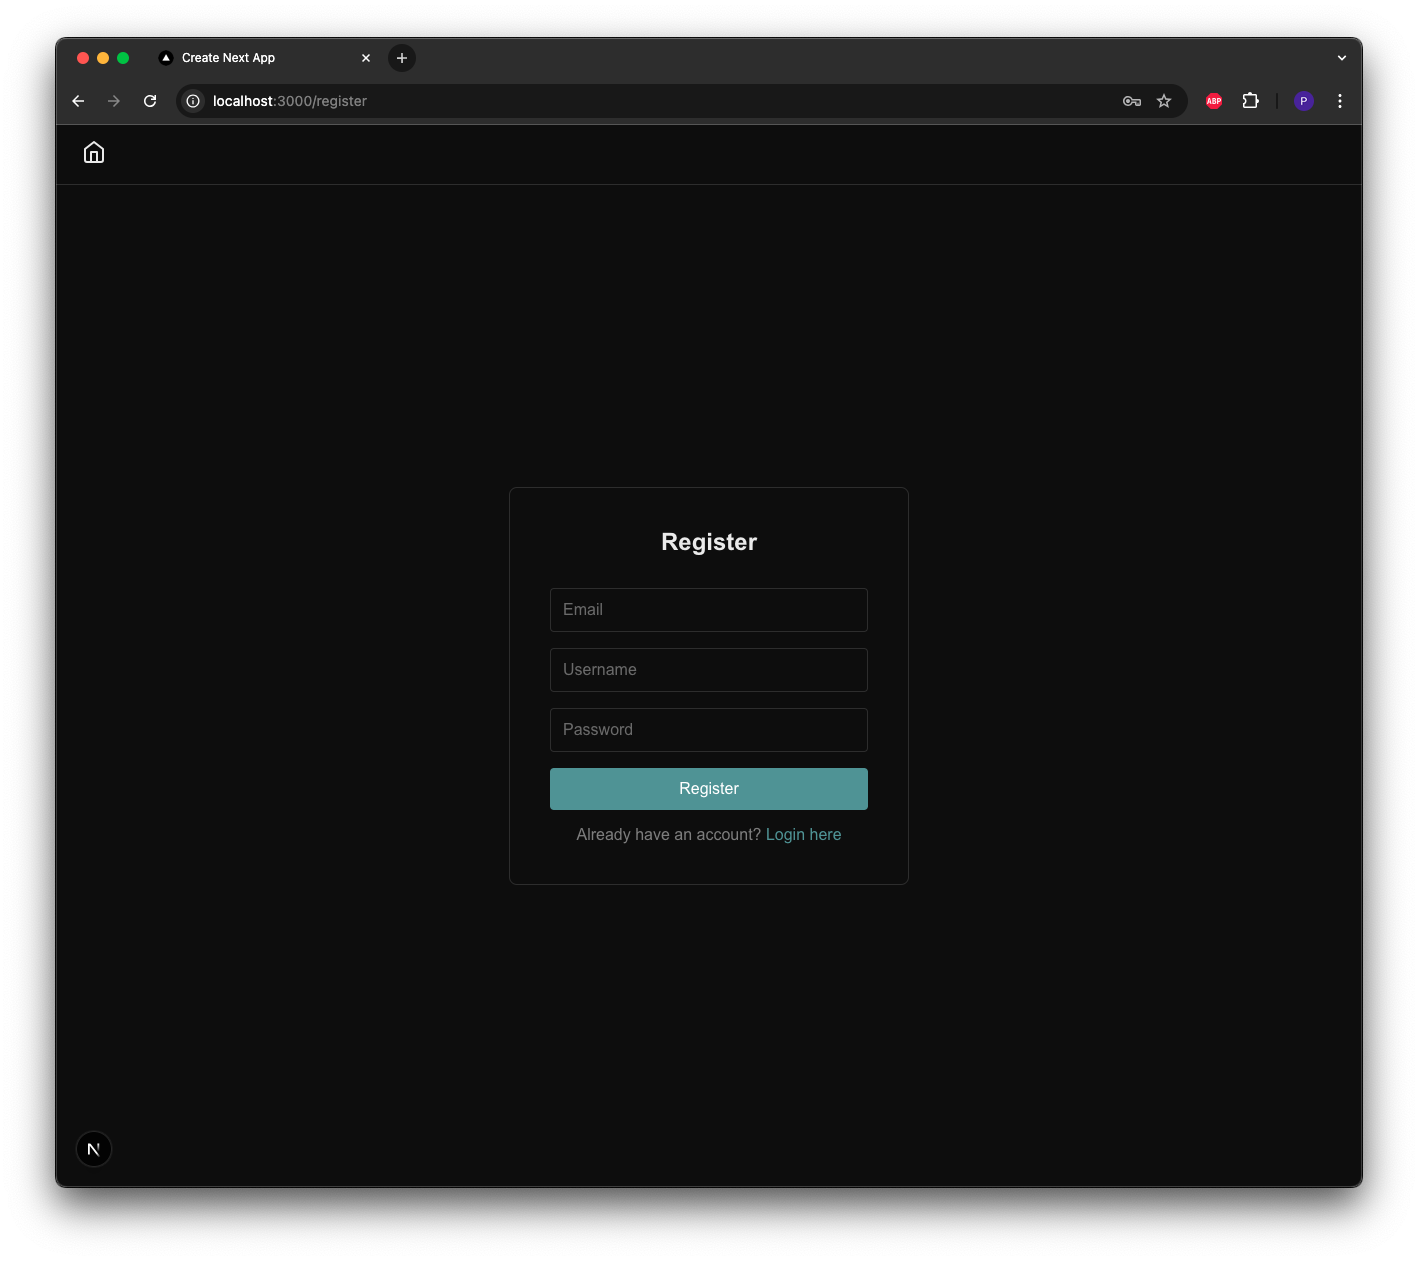 Create Next App
localhost:3000/register
ABP
P
Register
Email
Username
Password
Register
Already have an account? Login here
N